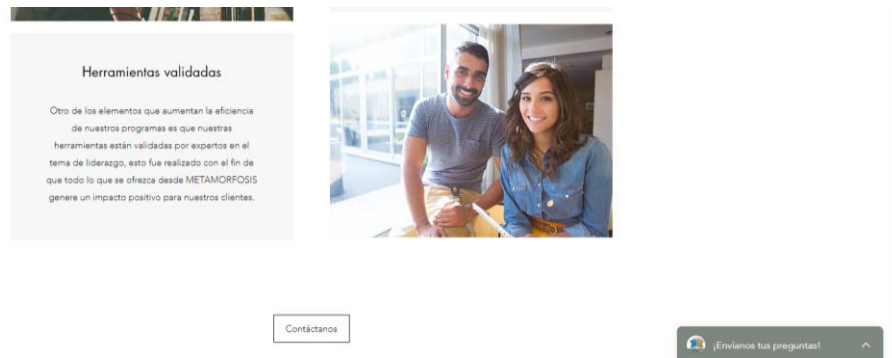 Herramientas validadas
Otro de los elementos que aumentan la eficiencia
de nuestros programas es que nuestras
herramientas están validadas por expertos en el
tema de liderazgo, esto fue realizado con el fin de
que todo lo que se ofrezca desde METAMORFOSIS
genere un impacto positivo para nuestros clientes.
Contáctanos
¡Envíanos tus preguntas!